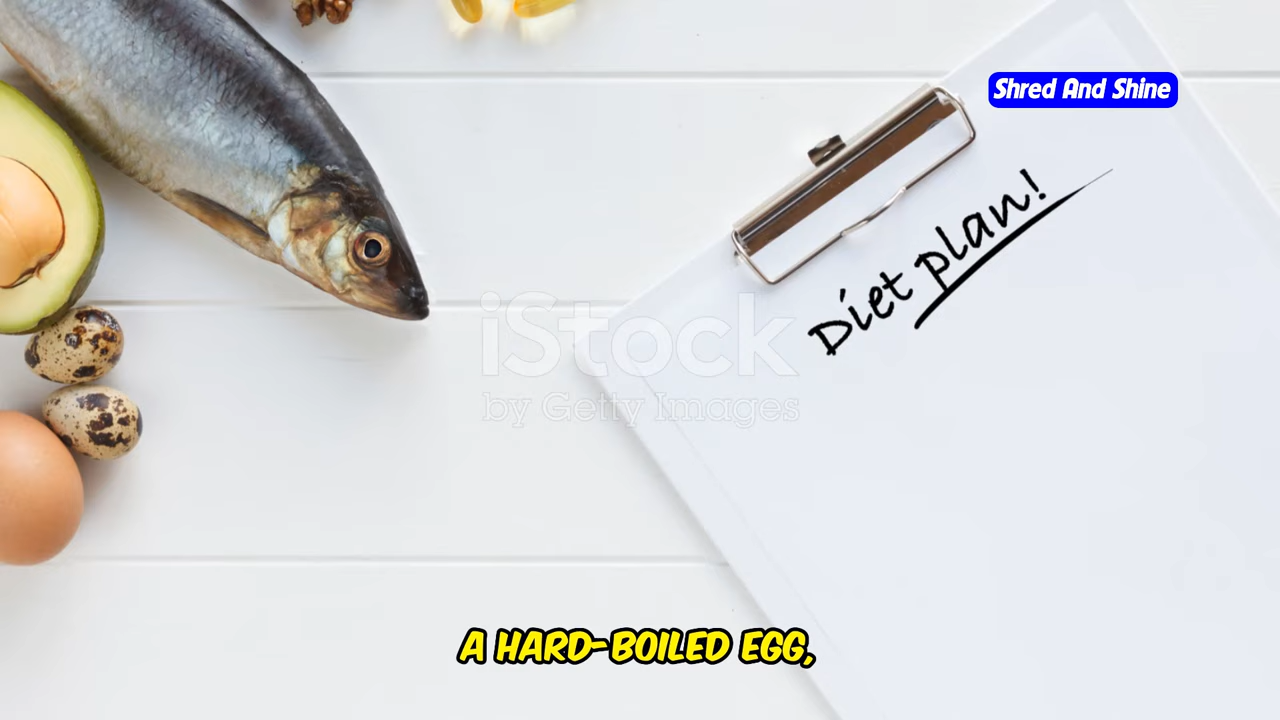 Shred And Shine
Diet plan!
iStock
by Getty Images
A HARD-BOILED EGG,